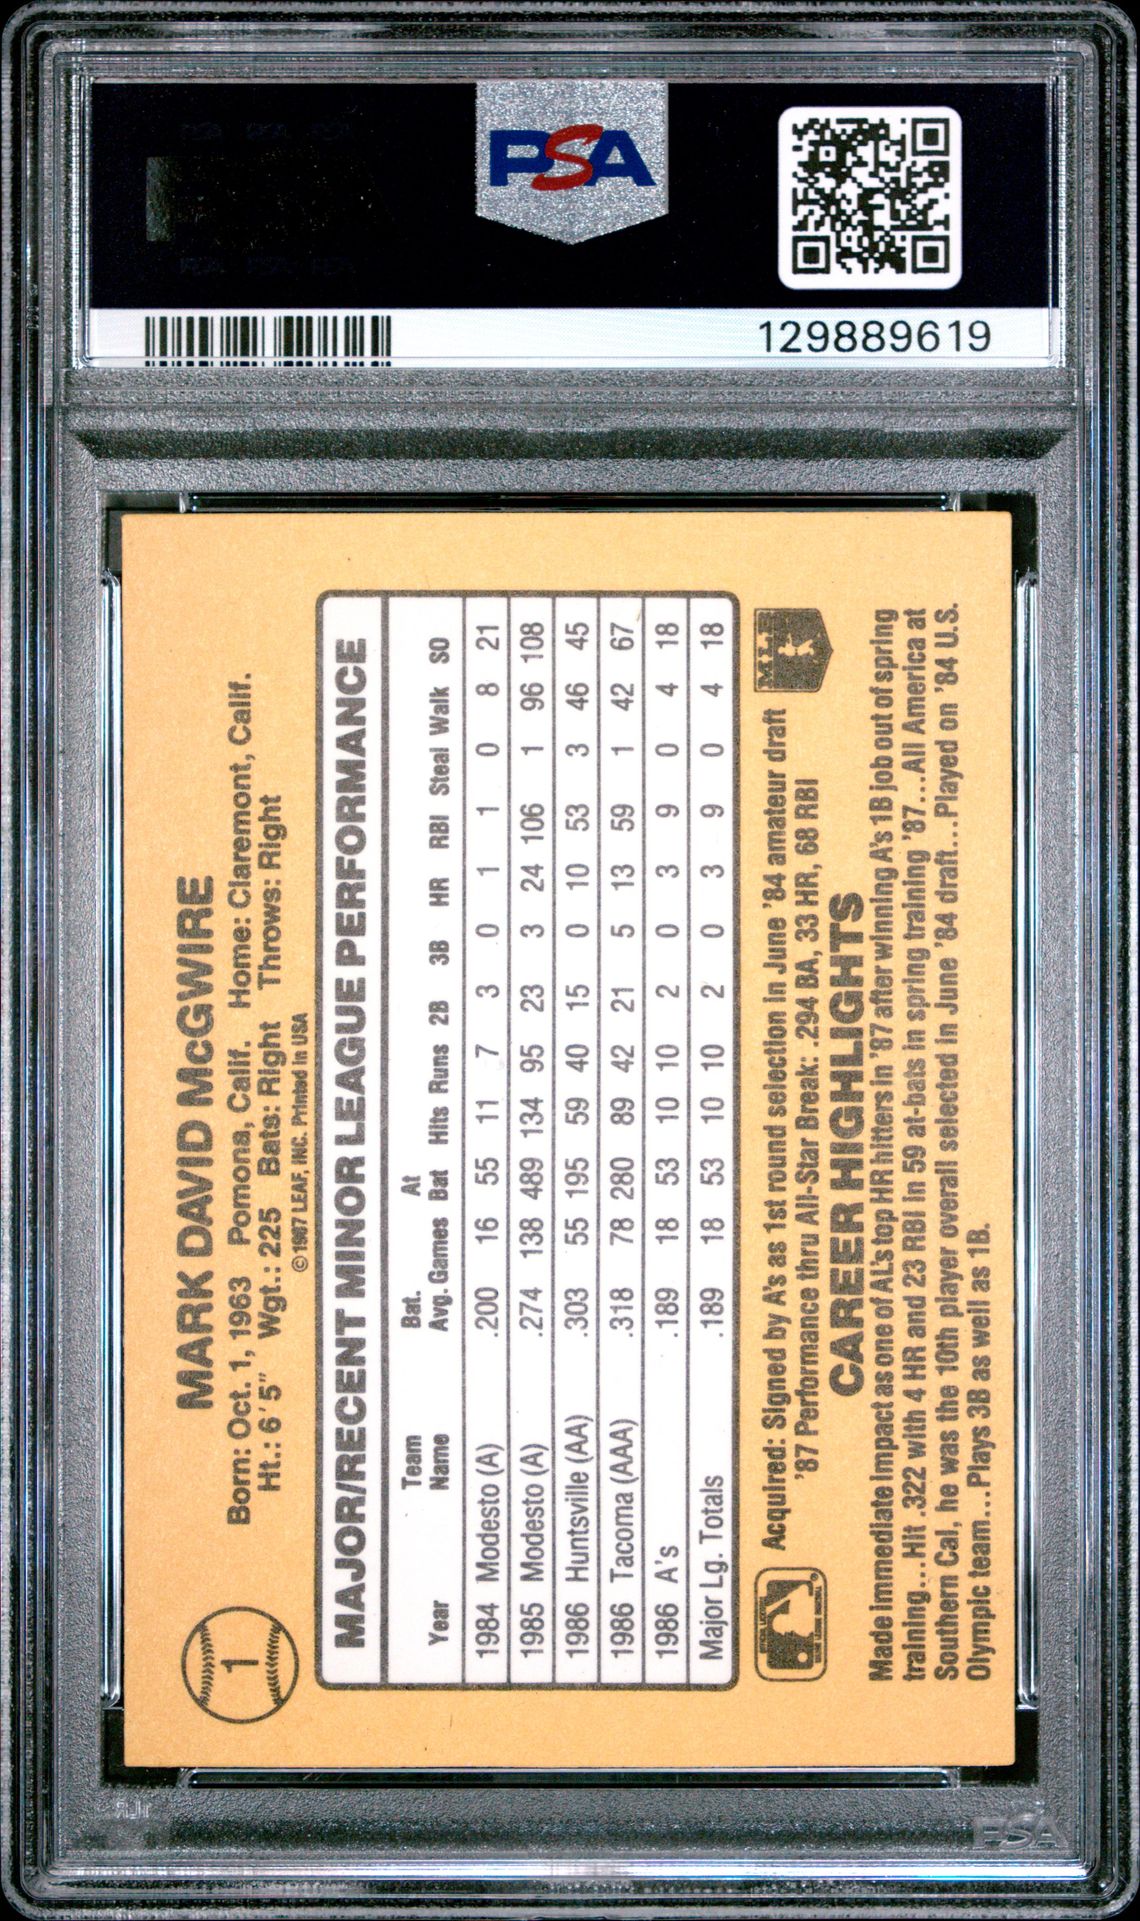 PSA
129889619
1
MARK DAVID McGWIRE
Born: Oct. 1, 1963 Pomona, Calif. Home: Claremont, Calif.
Ht.: 6'5" Wgt.: 225 Bats: Right Throws: Right
©1987 LEAF, INC. Printed in USA
MAJOR/RECENT MINOR LEAGUE PERFORMANCE
Year Team Name Bat. Avg. Games At Bat Hits Runs 2B 3B HR RBI Steal Walk SO
1984 Modesto (A) .200 16 55 11 7 3 0 1 1 0 8 21
1985 Modesto (A) .274 138 489 134 95 23 3 24 106 1 96 108
1986 Huntsville (AA) .303 55 195 59 40 15 0 10 53 3 46 45
1986 Tacoma (AAA) .318 78 280 89 42 21 5 13 59 1 42 67
1986 A's .189 18 53 10 10 2 0 3 9 0 4 18
Major Lg. Totals .189 18 53 10 10 2 0 3 9 0 4 18
Acquired: Signed by A's as 1st round selection in June '84 amateur draft
'87 Performance thru All-Star Break: .294 BA, 33 HR, 68 RBI
MLB
CAREER HIGHLIGHTS
Made immediate impact as one of AL's top HR hitters in '87 after winning A's 1B job out of spring
training...Hit .322 with 4 HR and 23 RBI in 59 at-bats in spring training '87...All America at
Southern Cal, he was the 10th player overall selected in June '84 draft...Played on '84 U.S.
Olympic team...Plays 3B as well as 1B.
PSA